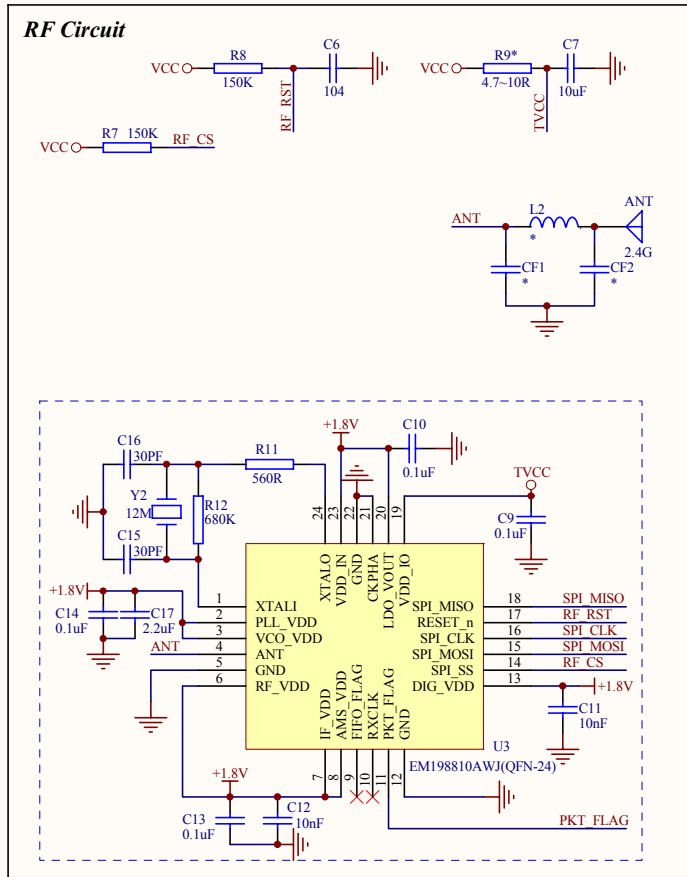 RF Circuit
VCC
R8
150K
RF_RST
C6
104
VCC
R9*
4.7~10R
TVCC
C7
10uF
VCC
R7 150K
RF_CS
ANT
L2
*
ANT
2.4G
CF1
*
CF2
*
+1.8V
C10
0.1uF
C16
30PF
R11
560R
Y2
12M
R12
680K
C15
30PF
TVCC
C9
0.1uF
24
23
22
21
20
19
XTALO
VDD_IN
GND
CKPHA
LDO_VOUT
VDD_IO
+1.8V
C14
0.1uF
C17
2.2uF
ANT
1
2
3
4
5
6
XTALI
PLL_VDD
VCO_VDD
ANT
GND
RF_VDD
SPI_MISO
RESET_n
SPI_CLK
SPI_MOSI
SPI_SS
DIG_VDD
18
17
16
15
14
13
SPI_MISO
RF_RST
SPI_CLK
SPI_MOSI
RF_CS
+1.8V
C11
10nF
IF_VDD
AMS_VDD
FIFO_FLAG
RXCLK
PKT_FLAG
GND
7
8
9
10
11
12
U3
EM198810AWJ(QFN-24)
+1.8V
C13
0.1uF
C12
10nF
PKT_FLAG